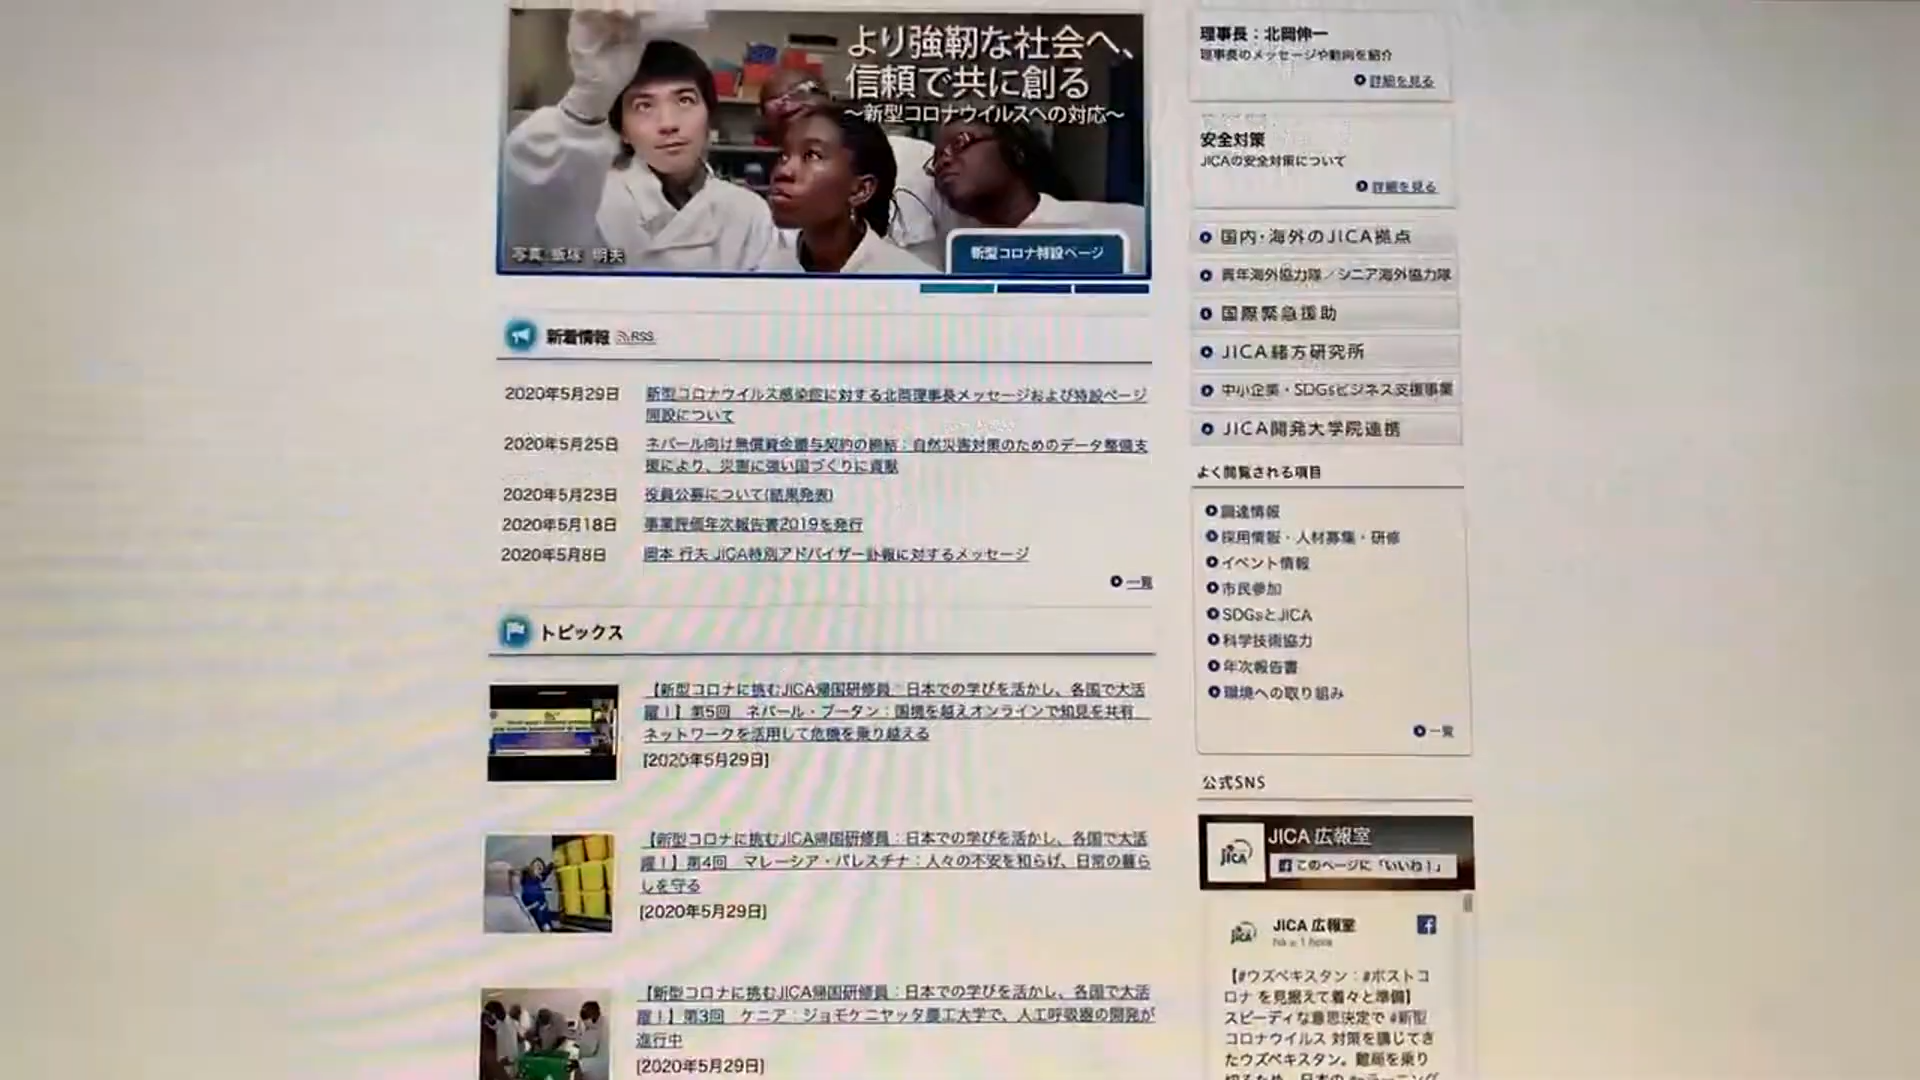 より強靭な社会へ、
信頼で共に創る
～新型コロナウイルスへの対応～
写真 飯塚 明夫
新型コロナ特設ページ
新着情報 RSS
2020年5月29日 新型コロナウイルス感染症に対する北岡理事長メッセージおよび特設ページ
開設について
2020年5月25日 ネパール向け無償資金贈与契約の締結：自然災害対策のためのデータ整備支
援により、災害に強い国づくりに貢献
2020年5月23日 役員公募について(結果発表)
2020年5月18日 事業評価年次報告書2019を発行
2020年5月8日 岡本 行夫 JICA特別アドバイザー訃報に対するメッセージ
一覧
トピックス
【新型コロナに挑むJICA帰国研修員：日本での学びを活かし、各国で大活
躍！】第5回 ネパール・ブータン：国境を越えオンラインで知見を共有
ネットワークを活用して危機を乗り越える
[2020年5月29日]
【新型コロナに挑むJICA帰国研修員：日本での学びを活かし、各国で大活
躍！】第4回 マレーシア・パレスチナ：人々の不安を和らげ、日常の暮ら
しを守る
[2020年5月29日]
【新型コロナに挑むJICA帰国研修員：日本での学びを活かし、各国で大活
躍！】第3回 ケニア：ジョモケニヤッタ農工大学で、人工呼吸器の開発が
進行中
[2020年5月29日]
理事長：北岡伸一
理事長のメッセージや動向を紹介
詳細を見る
安全対策
JICAの安全対策について
詳細を見る
国内・海外のJICA拠点
青年海外協力隊／シニア海外協力隊
国際緊急援助
JICA緒方研究所
中小企業・SDGsビジネス支援事業
JICA開発大学院連携
よく閲覧される項目
調達情報
採用情報・人材募集・研修
イベント情報
市民参加
SDGsとJICA
科学技術協力
年次報告書
環境への取り組み
一覧
公式SNS
JICA 広報室
このページに「いいね！」
JICA 広報室
há ± 1 hora
【#ウズベキスタン：#ポストコ
ロナ を見据えて着々と準備】
スピーディな意思決定で #新型
コロナウイルス 対策を講じてき
たウズベキスタン。難局を乗り